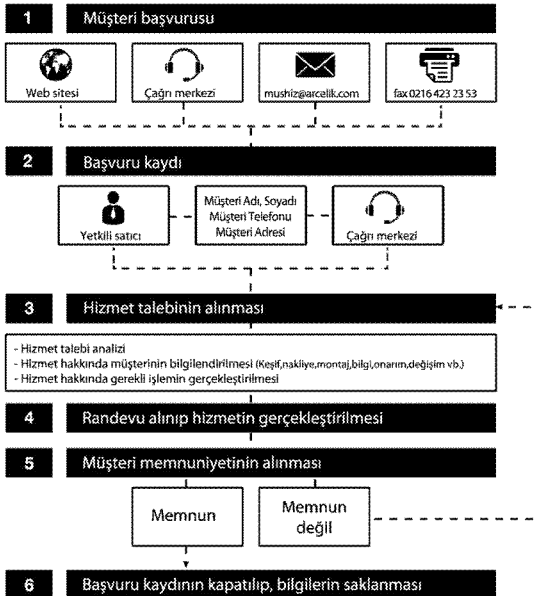 1 Müşteri başvurusu
Web sitesi
Çağrı merkezi
mushiz@arcelik.com
fax 0216 423 23 53
2 Başvuru kaydı
Yetkili satıcı
Müşteri Adı, Soyadı
Müşteri Telefonu
Müşteri Adresi
Çağrı merkezi
3 Hizmet talebinin alınması
- Hizmet talebi analizi
- Hizmet hakkında müşterinin bilgilendirilmesi (Keşif,nakliye,montaj,bilgi,onarım,değişim vb.)
- Hizmet hakkında gerekli işlemin gerçekleştirilmesi
4 Randevu alınıp hizmetin gerçekleştirilmesi
5 Müşteri memnuniyetinin alınması
Memnun
Memnun
değil
6 Başvuru kaydının kapatılıp, bilgilerin saklanması